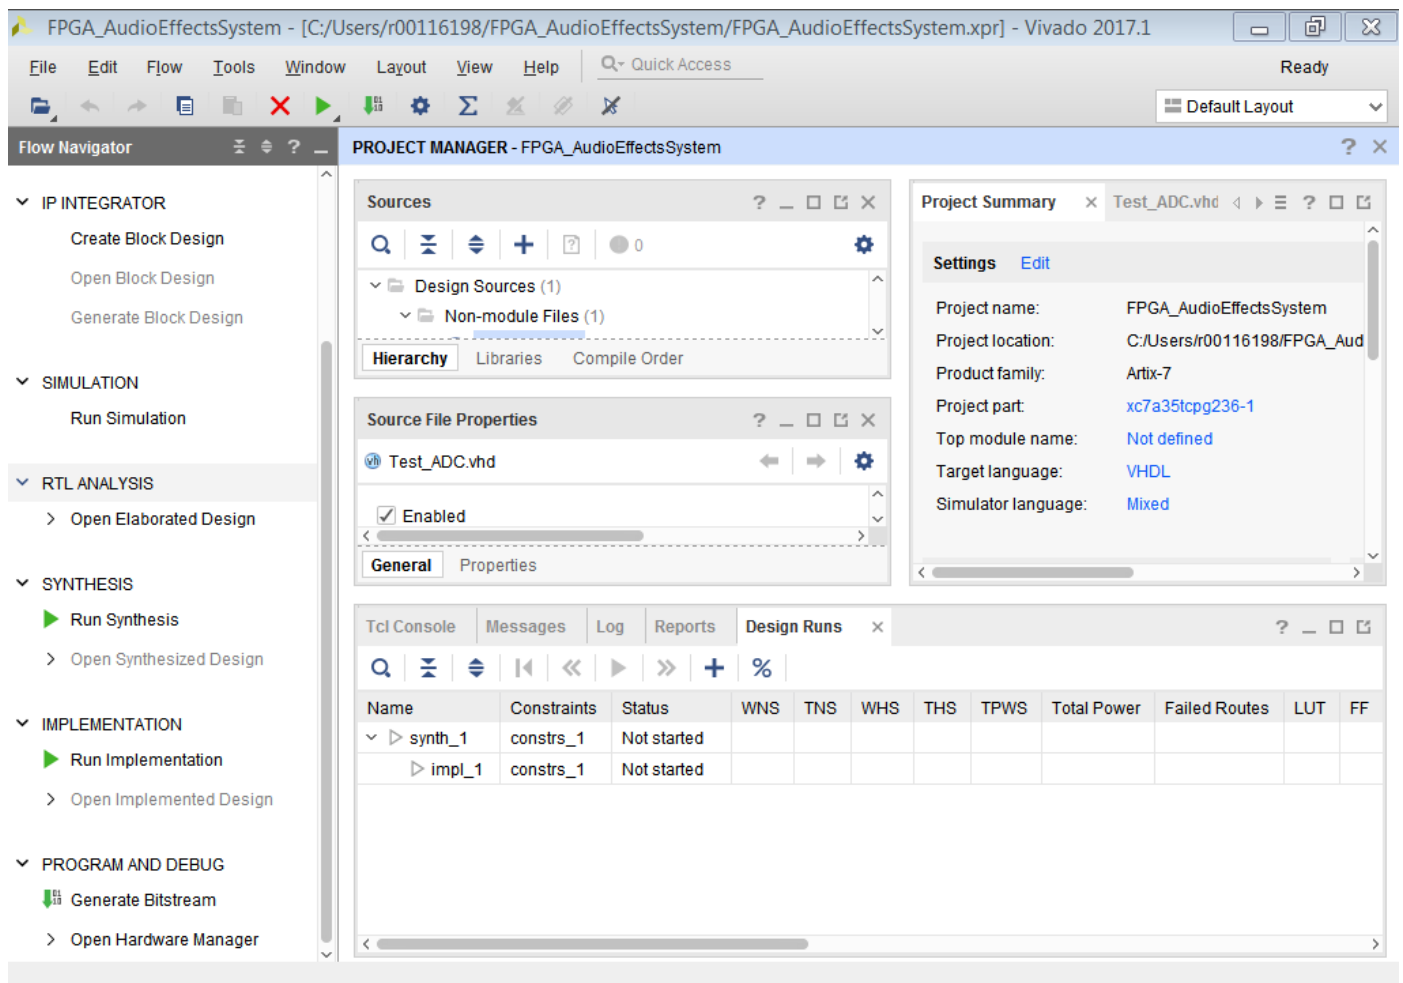 FPGA_AudioEffectsSystem - [C:/Users/r00116198/FPGA_AudioEffectsSystem/FPGA_AudioEffectsSystem.xpr] - Vivado 2017.1
File Edit Flow Tools Window Layout View Help Quick Access Ready
Default Layout
Flow Navigator
PROJECT MANAGER - FPGA_AudioEffectsSystem
IP INTEGRATOR
Create Block Design
Open Block Design
Generate Block Design
SIMULATION
Run Simulation
RTL ANALYSIS
Open Elaborated Design
SYNTHESIS
Run Synthesis
Open Synthesized Design
IMPLEMENTATION
Run Implementation
Open Implemented Design
PROGRAM AND DEBUG
Generate Bitstream
Open Hardware Manager
Sources
0
Design Sources (1)
Non-module Files (1)
Hierarchy Libraries Compile Order
Source File Properties
Test_ADC.vhd
Enabled
General Properties
Project Summary Test_ADC.vhd
Settings Edit
Project name: FPGA_AudioEffectsSystem
Project location: C:/Users/r00116198/FPGA_Aud
Product family: Artix-7
Project part: xc7a35tcpg236-1
Top module name: Not defined
Target language: VHDL
Simulator language: Mixed
Tcl Console Messages Log Reports Design Runs
Name Constraints Status WNS TNS WHS THS TPWS Total Power Failed Routes LUT FF
synth_1 constrs_1 Not started
impl_1 constrs_1 Not started